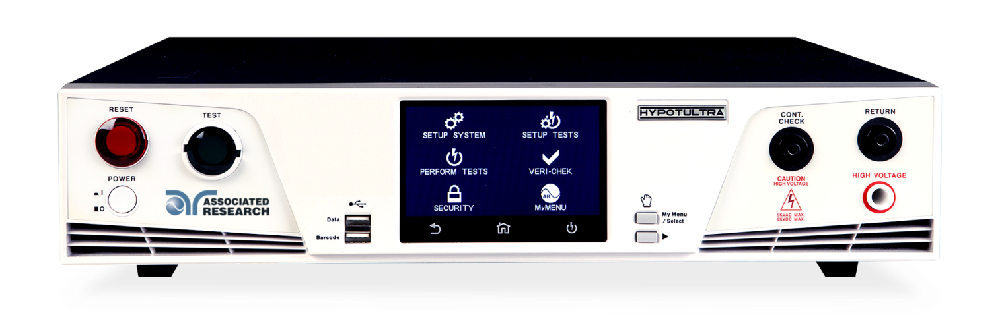 RESET
TEST
POWER
I
O
ASSOCIATED
RESEARCH
Data
Barcode
SETUP SYSTEM
SETUP TESTS
PERFORM TESTS
VERI-CHEK
SECURITY
AR
MyMENU
HYPOTULTRA
My Menu
/ Select
CONT.
CHECK
CAUTION
HIGH VOLTAGE
5KVAC MAX.
6KVDC MAX.
RETURN
HIGH VOLTAGE